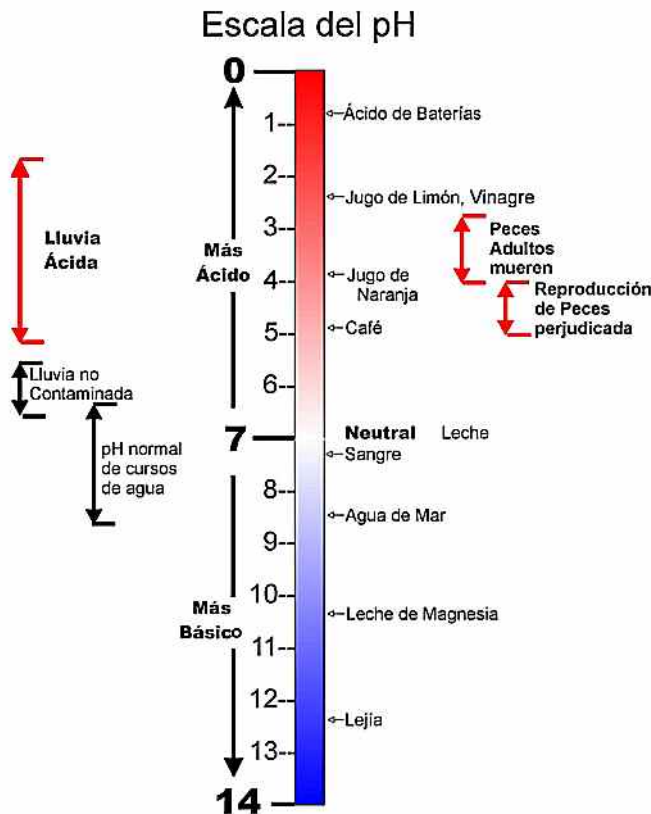 Escala del pH
0
1--
2--
3--
4--
5--
6--
7
8--
9--
10--
11--
12--
13--
14
Más
Ácido
Más
Básico
Lluvia
Ácida
Lluvia no
Contaminada
pH normal
de cursos
de agua
Ácido de Baterías
Jugo de Limón, Vinagre
Jugo de
Naranja
Café
Neutral Leche
Sangre
Agua de Mar
Leche de Magnesia
Lejía
Peces
Adultos
mueren
Reproducción
de Peces
perjudicada